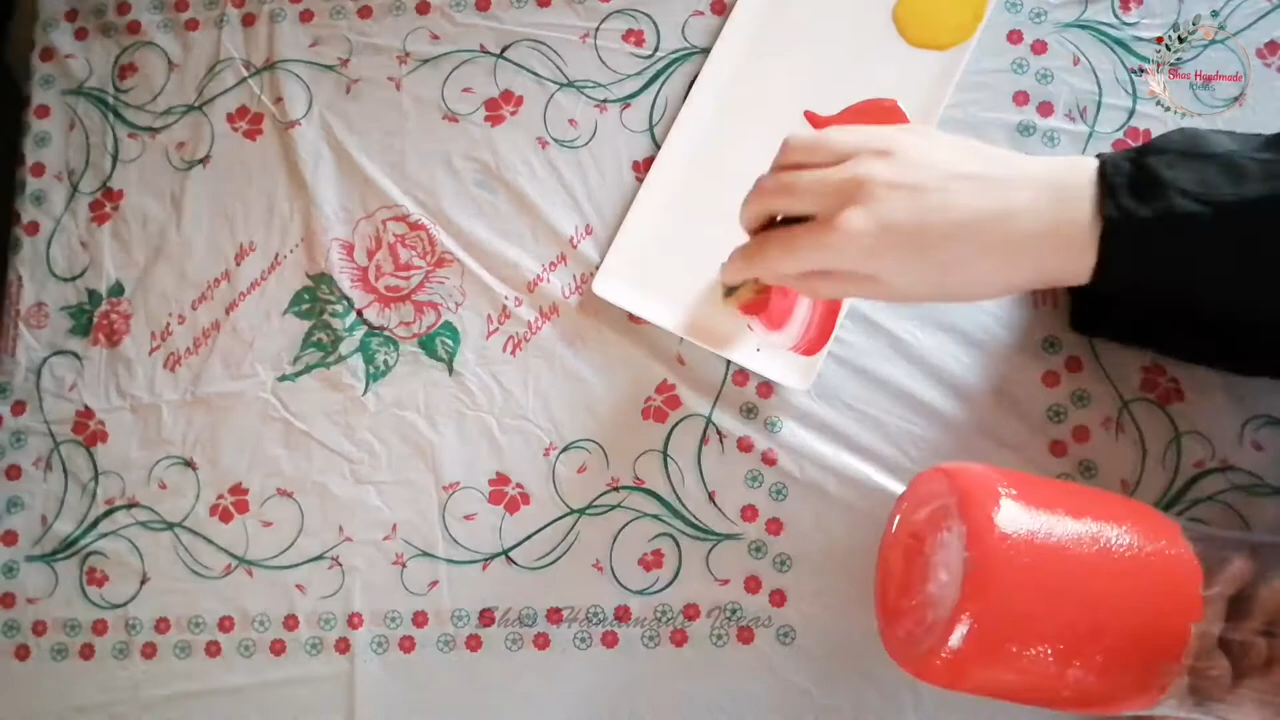 Shas Handmade
Ideas
Let's enjoy the
Happy moment....
Let's enjoy the
Helthy life..
Shas Handmade Ideas